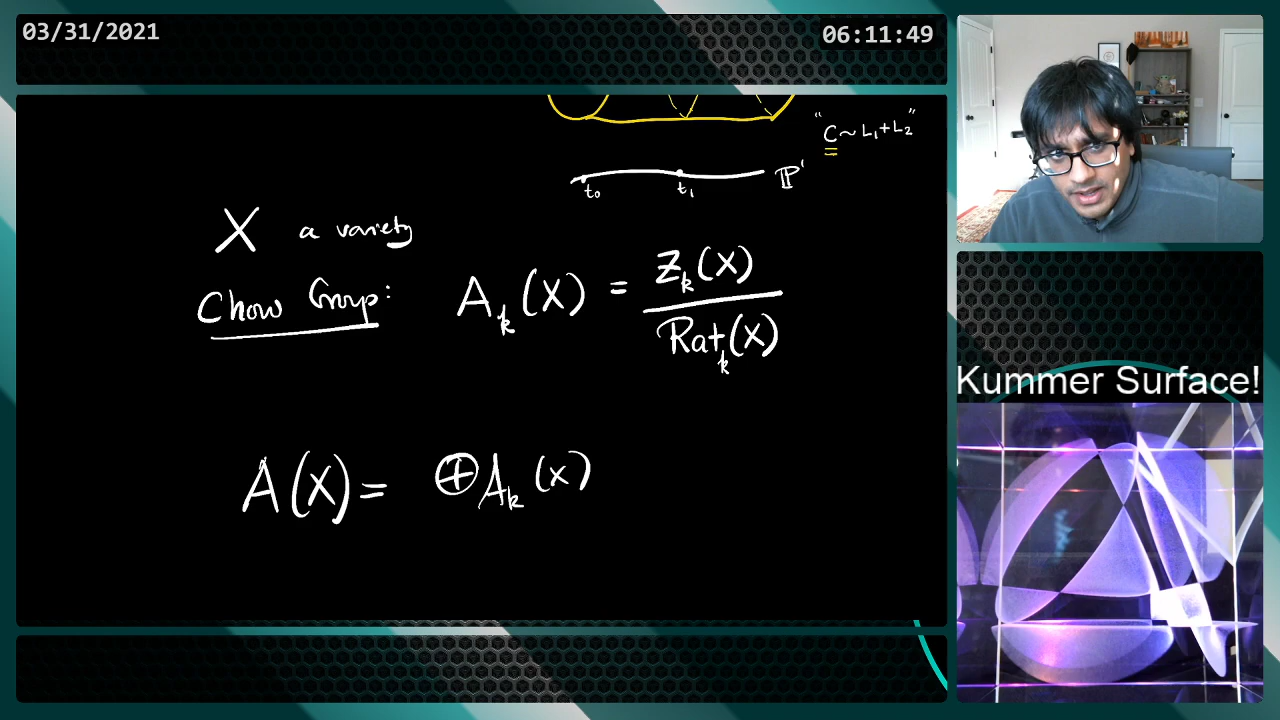 03/31/2021
06:11:49
"C ~ L₁ + L₂"
ℙ¹
t₀ t₁
X a variety
Chow Group: Aₖ(X) = Zₖ(X) / Ratₖ(X)
A(X) = ⊕ Aₖ(X)
Kummer Surface!